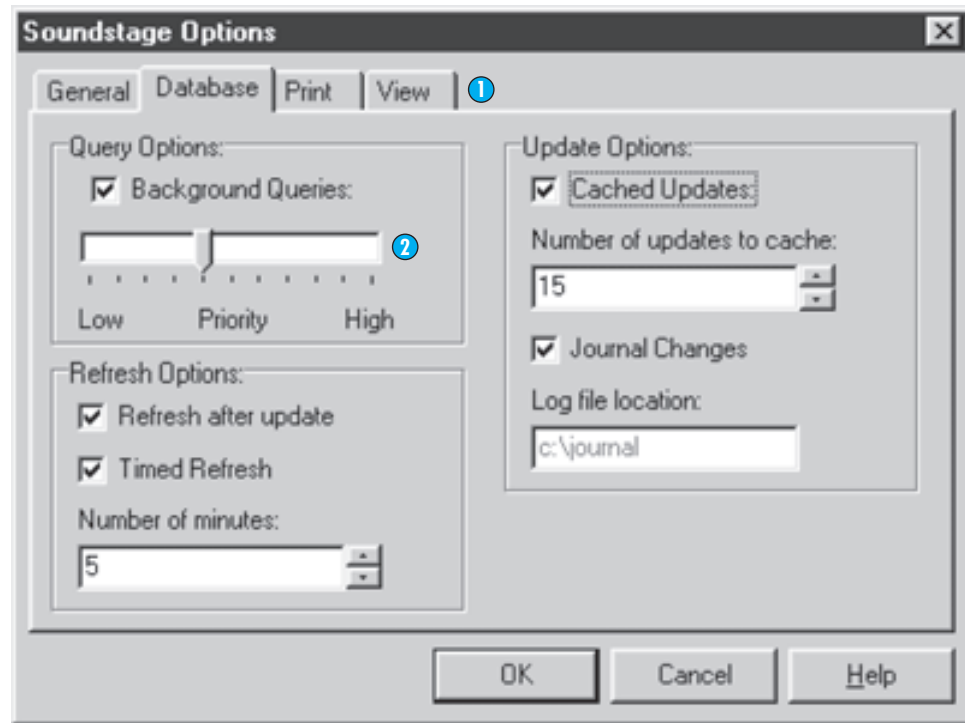 Soundstage Options
General Database Print View 1
Query Options:
Background Queries:
2
Low Priority High
Refresh Options:
Refresh after update
Timed Refresh
Number of minutes:
5
Update Options:
Cached Updates:
Number of updates to cache:
15
Journal Changes
Log file location:
c:\journal
OK Cancel Help